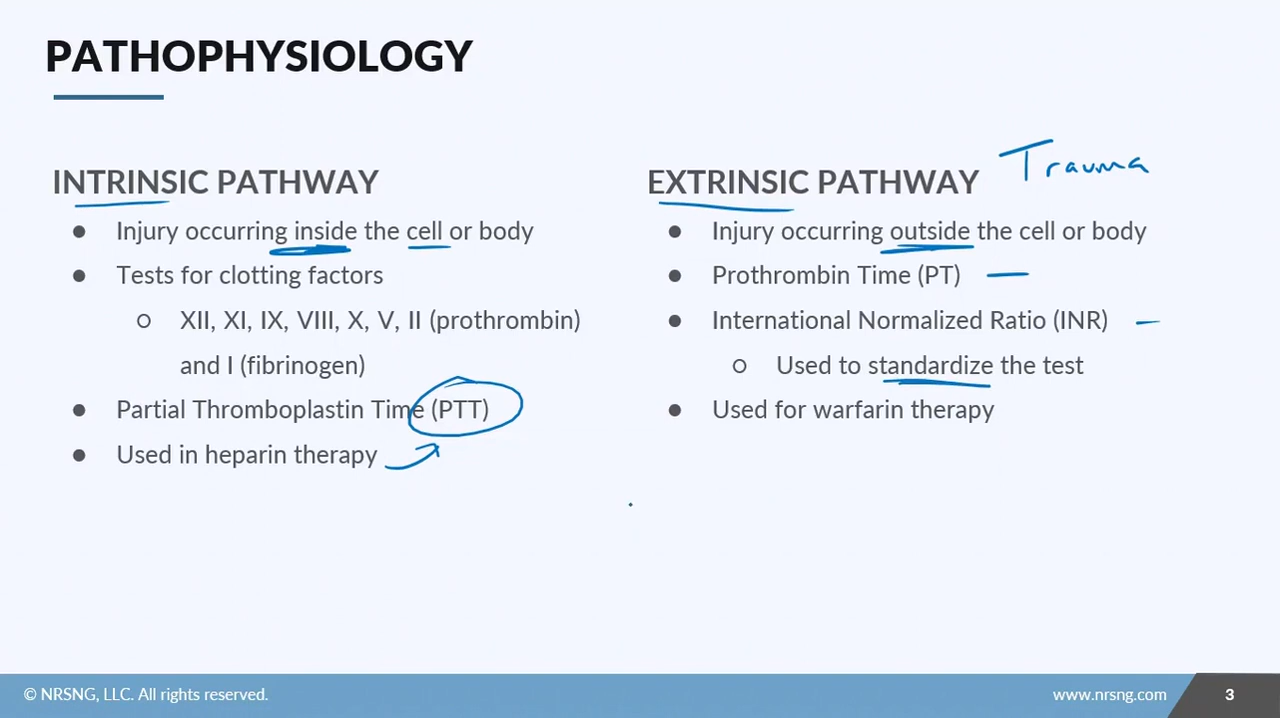 PATHOPHYSIOLOGY
INTRINSIC PATHWAY
● Injury occurring inside the cell or body
● Tests for clotting factors
○ XII, XI, IX, VIII, X, V, II (prothrombin)
and I (fibrinogen)
● Partial Thromboplastin Time (PTT)
● Used in heparin therapy
EXTRINSIC PATHWAY Trauma
● Injury occurring outside the cell or body
● Prothrombin Time (PT)
● International Normalized Ratio (INR)
○ Used to standardize the test
● Used for warfarin therapy
© NRSNG, LLC. All rights reserved.
www.nrsng.com 3